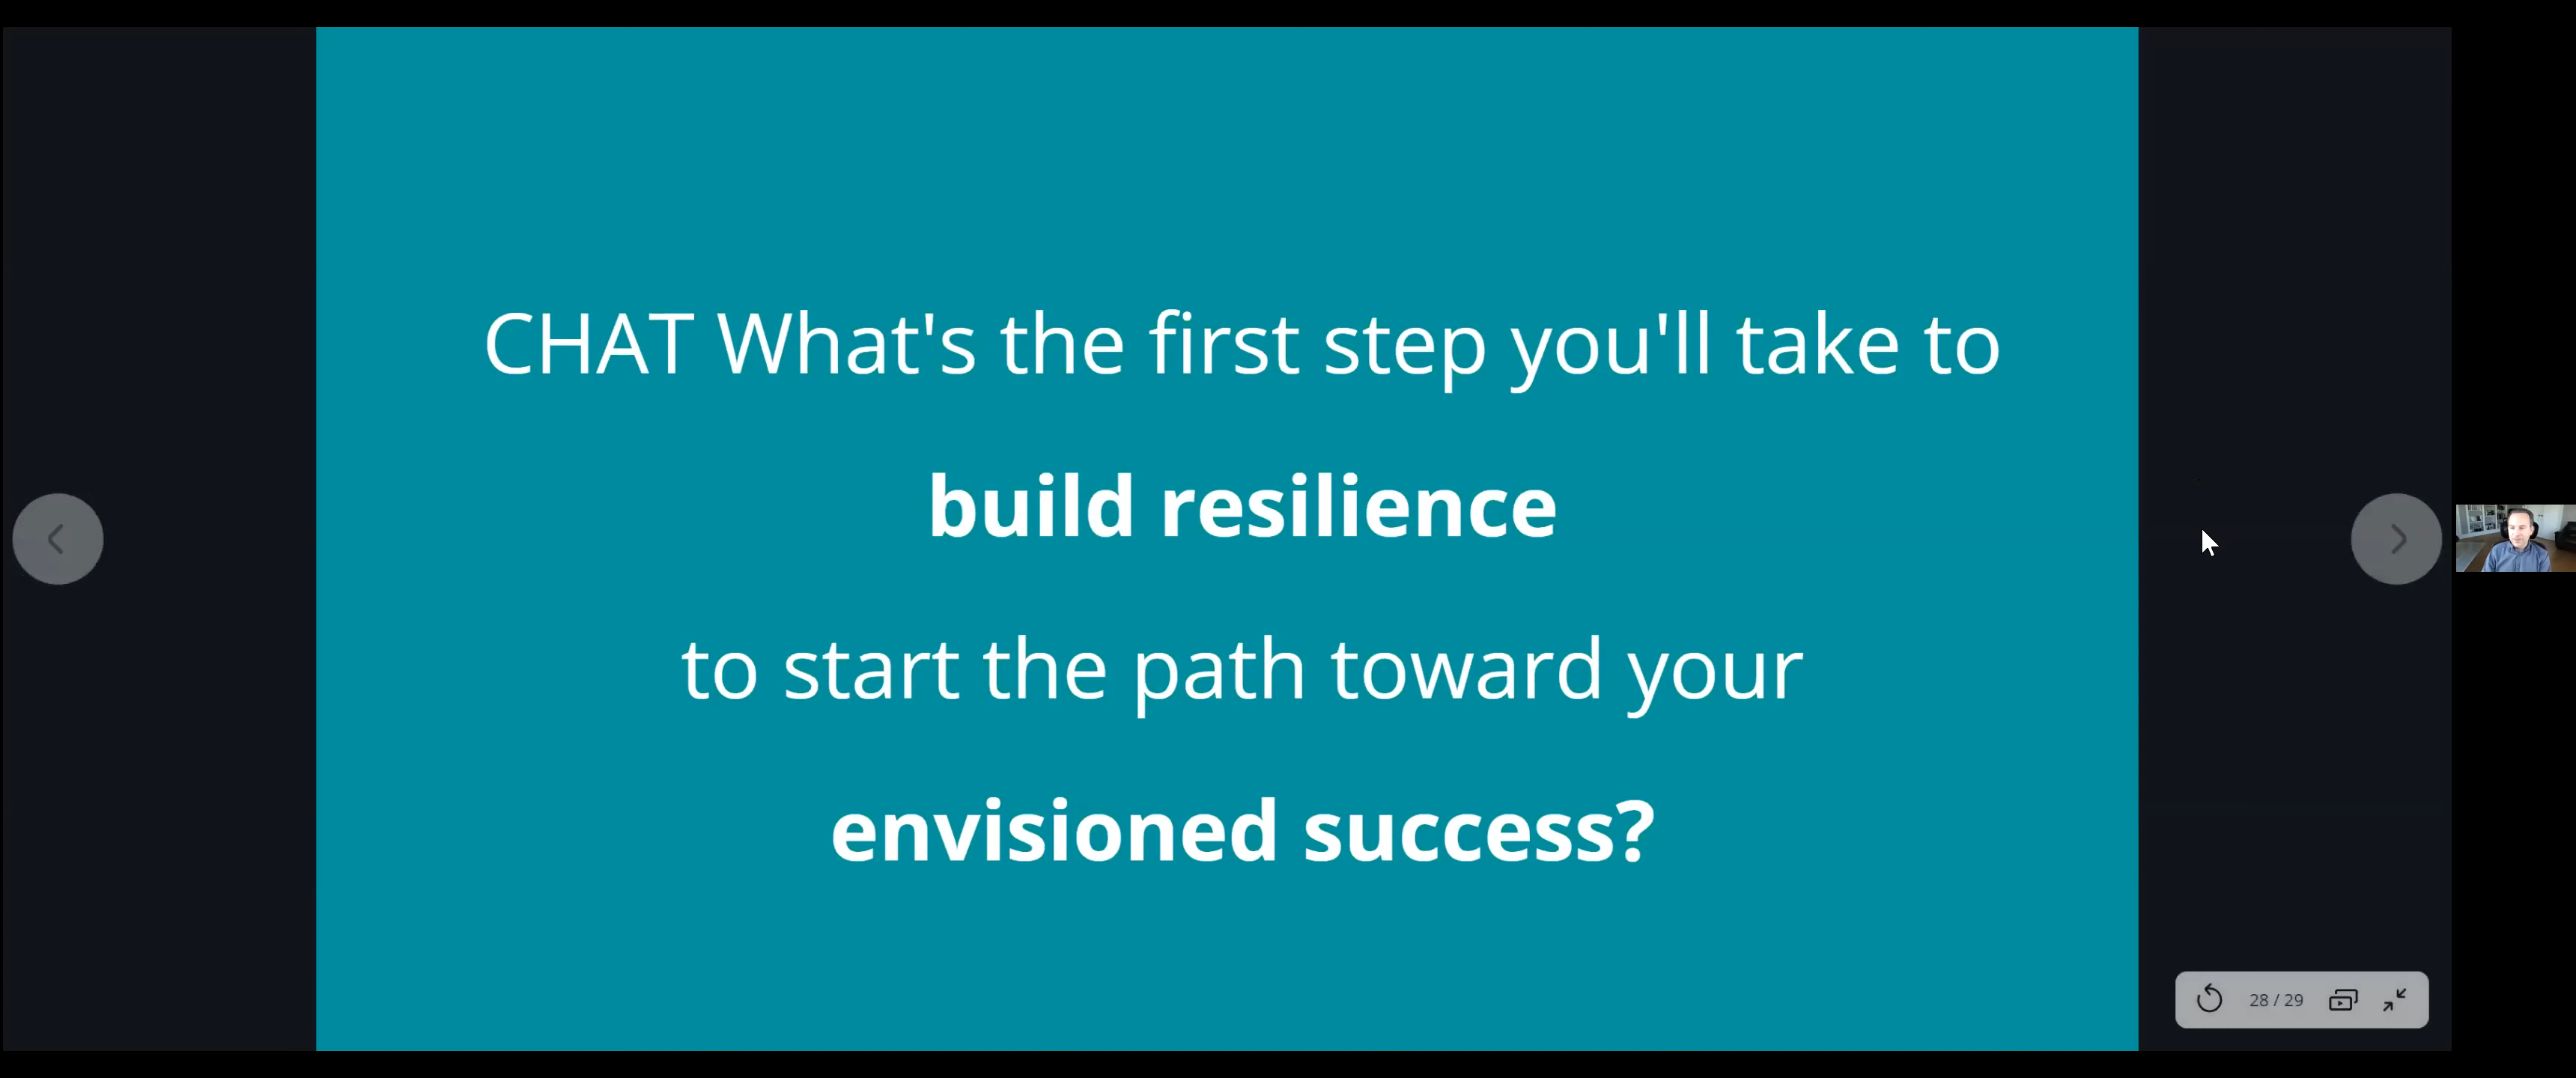 CHAT What's the first step you'll take to
build resilience
to start the path toward your
envisioned success?
28 / 29